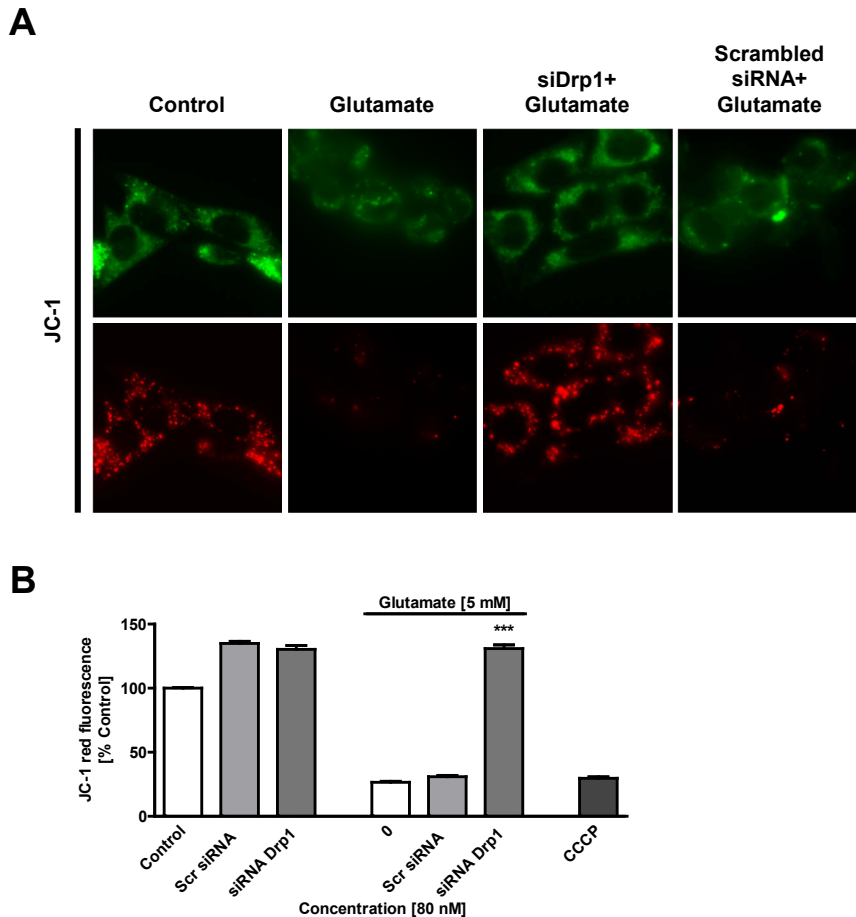 A
Control
Glutamate
siDrp1+
Glutamate
Scrambled
siRNA+
Glutamate
JC-1
B
Glutamate [5 mM]
***
JC-1 red fluorescence
[% Control]
150
100
50
0
Control
Scr siRNA
siRNA Drp1
0
Scr siRNA
siRNA Drp1
CCCP
Concentration [80 nM]